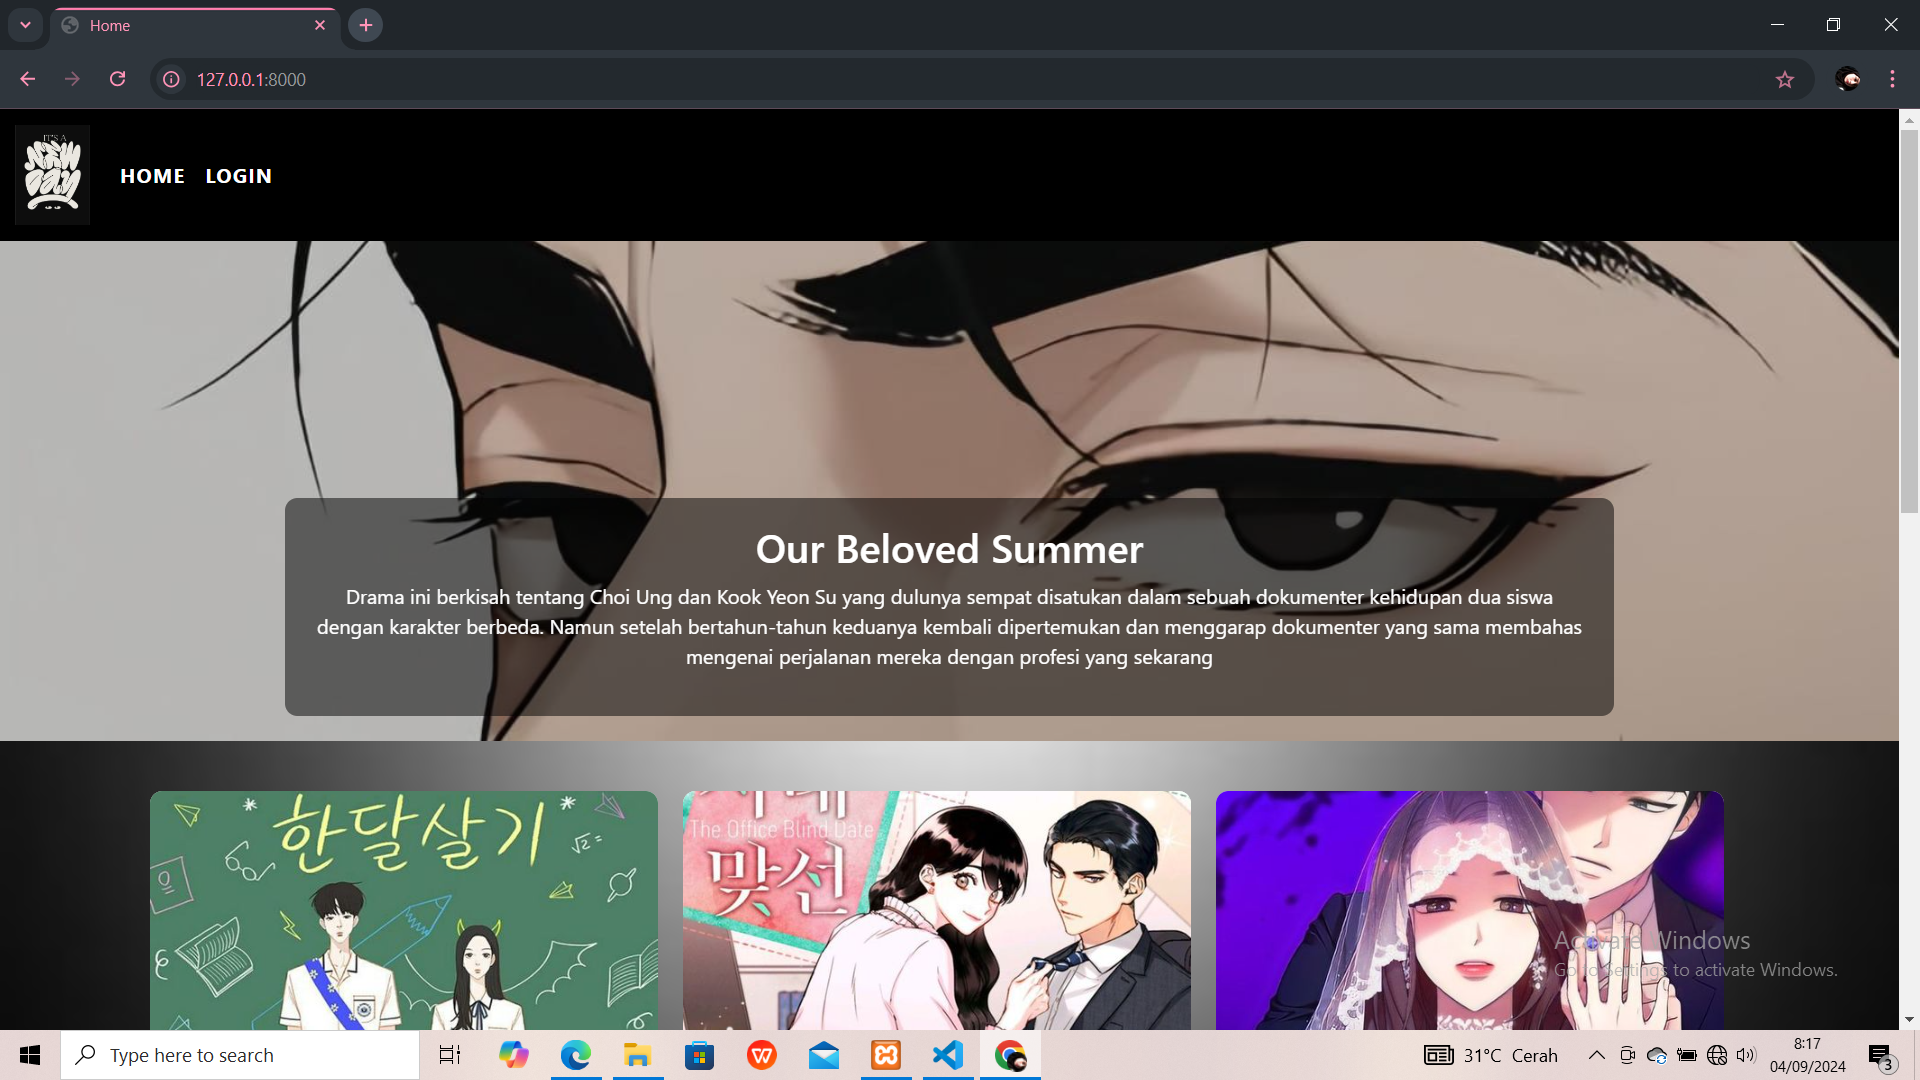 Home
127.0.0.1:8000
IT'S A
NEW
DAY
HOME LOGIN
Our Beloved Summer
Drama ini berkisah tentang Choi Ung dan Kook Yeon Su yang dulunya sempat disatukan dalam sebuah dokumenter kehidupan dua siswa
dengan karakter berbeda. Namun setelah bertahun-tahun keduanya kembali dipertemukan dan menggarap dokumenter yang sama membahas
mengenai perjalanan mereka dengan profesi yang sekarang
한달살기
√2 =
The Office Blind Date
맞선
Activate Windows
Go to Settings to activate Windows.
Type here to search
31°C Cerah
8:17
04/09/2024
3